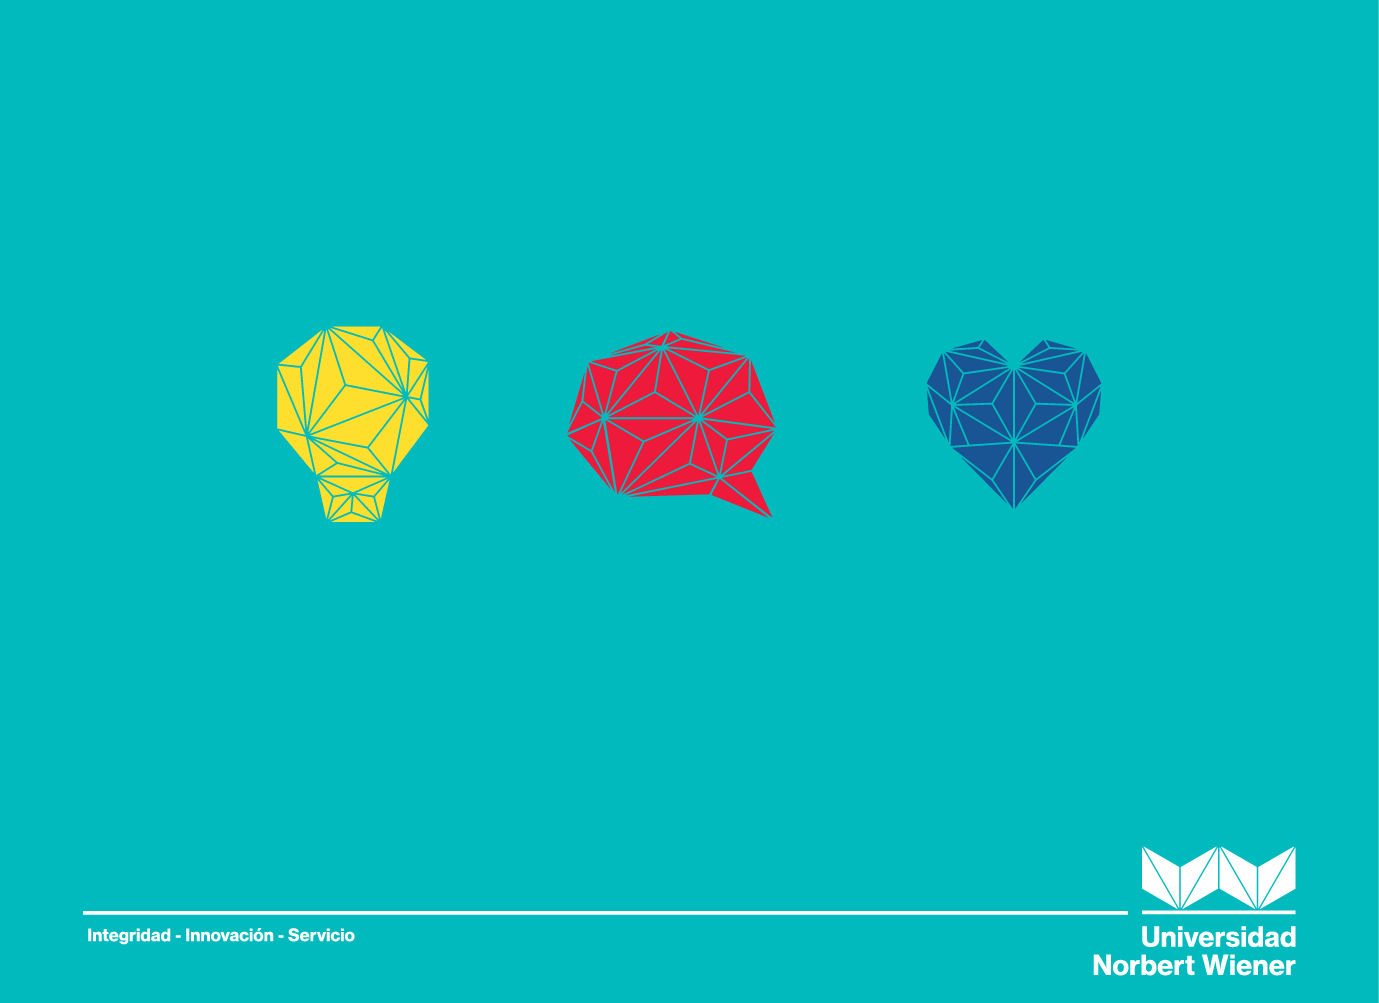 Integridad - Innovación - Servicio
Universidad
Norbert Wiener